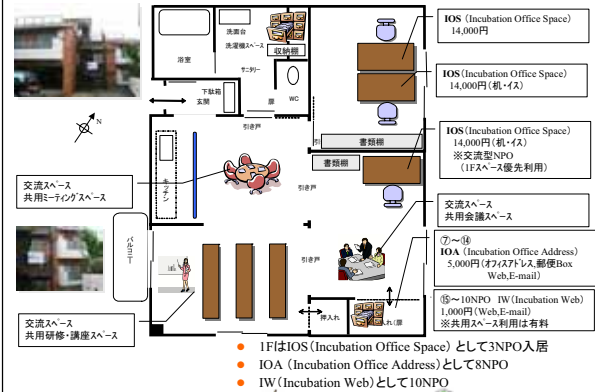 浴室
洗面台
洗濯機スペース
収納棚
サニタリー
下駄箱
玄関
扉
WC
N
引き戸
引
書類棚
書類棚
引き戸
キッチン
バルコニー
引き戸
押入れ
入れ(扉
交流スペース
共用ミーティングスペース
交流スペース
共用研修・講座スペース
IOS (Incubation Office Space)
14,000円
IOS (Incubation Office Space)
14,000円(机・イス)
IOS(Incubation Office Space)
14,000円(机・イス)
※交流型NPO
(1Fスペース優先利用)
交流スペース
共用会議スペース
⑦~⑭
IOA (Incubation Office Address)
5,000円(オフィスアドレス,郵便Box
Web,E-mail)
⑮~10NPO IW(Incubation Web)
1,000円(Web,E-mail)
※共用スペース利用は有料
● 1FはIOS(Incubation Office Space) として3NPO入居
● IOA (Incubation Office Address)として8NPO
● IW(Incubation Web)として10NPO